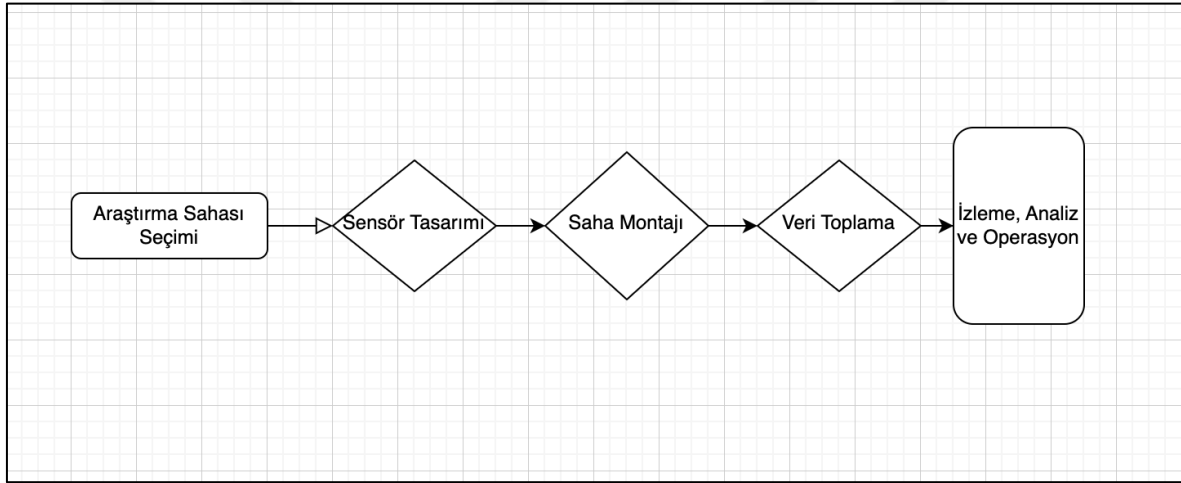 Araştırma Sahası
Seçimi
Sensör Tasarımı
Saha Montajı
Veri Toplama
İzleme, Analiz
ve Operasyon